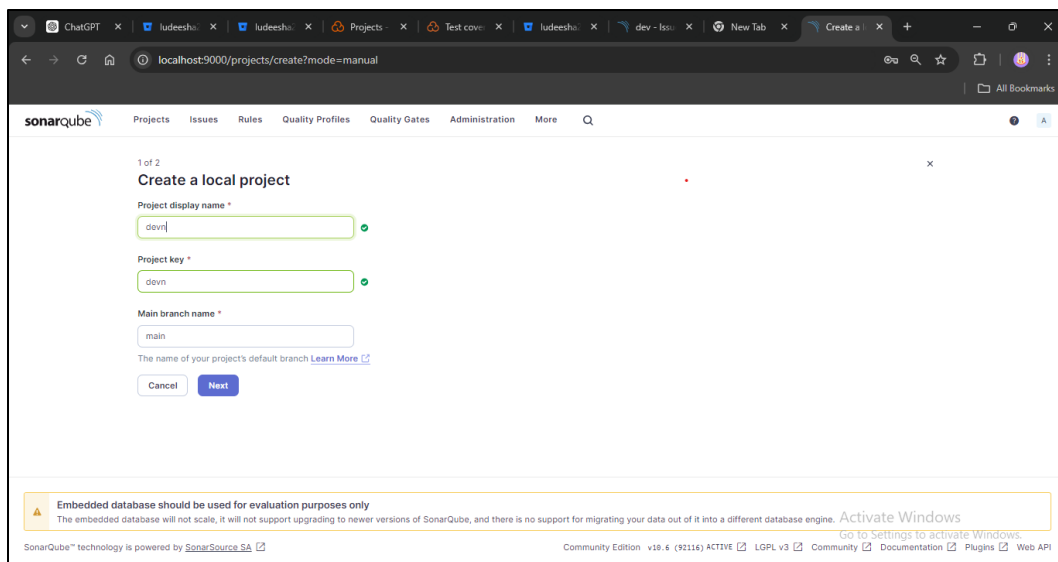 ChatGPT
ludeesha
ludeesha
Projects -
Test cove
ludeesha
dev - Issu
New Tab
Create a l
localhost:9000/projects/create?mode=manual
All Bookmarks
sonarqube
Projects Issues Rules Quality Profiles Quality Gates Administration More
A
1 of 2
Create a local project
Project display name *
devn
Project key *
devn
Main branch name *
main
The name of your project's default branch Learn More
Cancel Next
Embedded database should be used for evaluation purposes only
The embedded database will not scale, it will not support upgrading to newer versions of SonarQube, and there is no support for migrating your data out of it into a different database engine.
Activate Windows
Go to Settings to activate Windows.
SonarQube™ technology is powered by SonarSource SA
Community Edition v10.6 (92116) ACTIVE LGPL v3 Community Documentation Plugins Web API